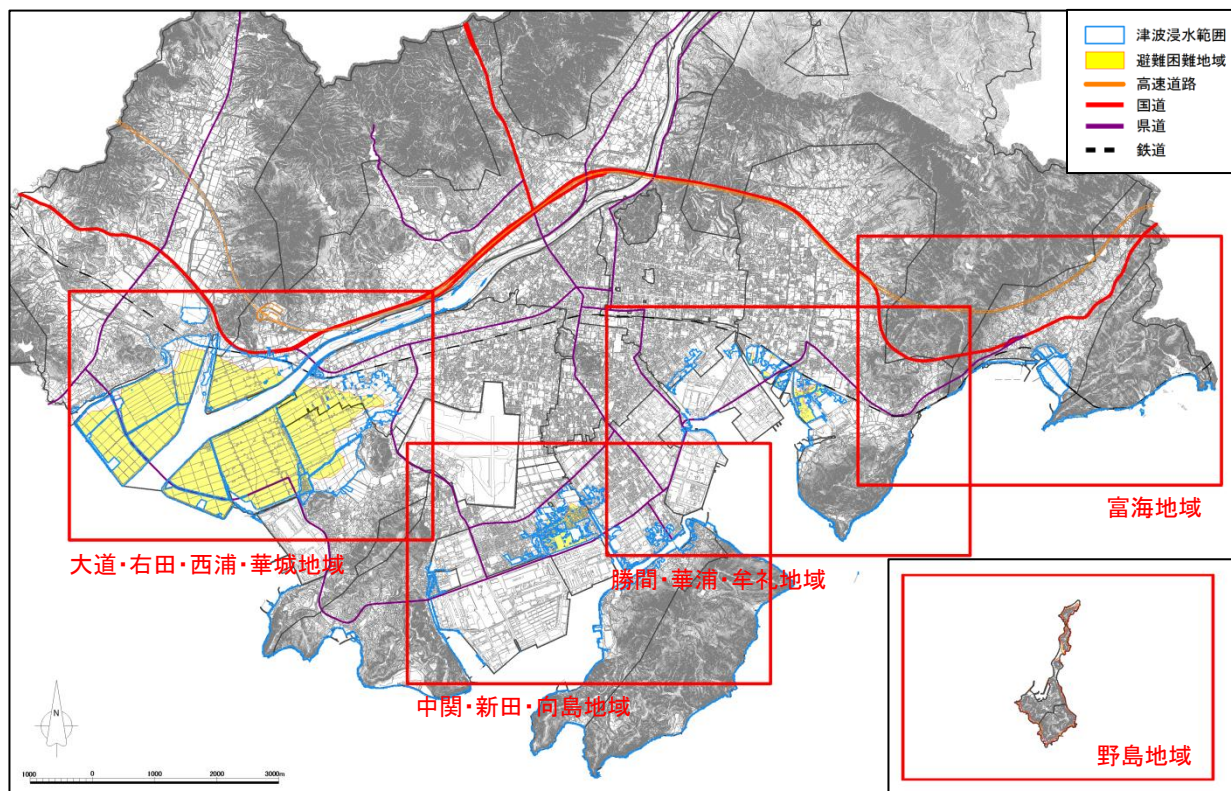 津波浸水範囲
避難困難地域
高速道路
国道
県道
鉄道
富海地域
大道・右田・西浦・華城地域
勝間・華浦・牟礼地域
中関・新田・向島地域
野島地域
N
1000 0 1000 2000 3000m